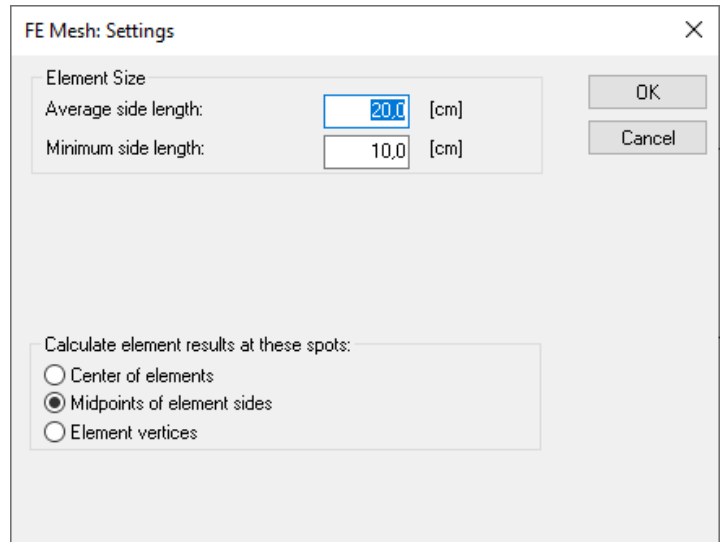 FE Mesh: Settings
Element Size
Average side length: 20,0 [cm]
Minimum side length: 10,0 [cm]
OK
Cancel
Calculate element results at these spots:
Center of elements
Midpoints of element sides
Element vertices